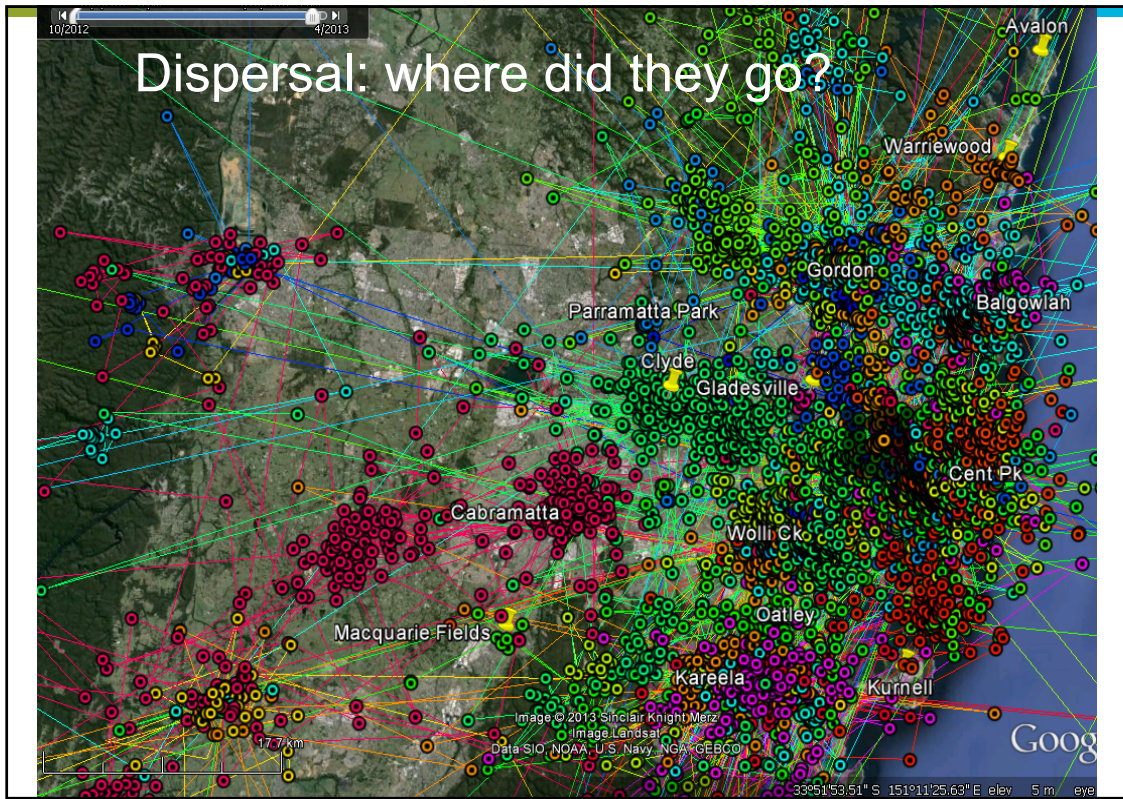 10/2012 4/2013
Dispersal: where did they go?
Avalon
Warriewood
Gordon
Balgowlah
Parramatta Park
Clyde
Gladesville
Cent Pk
Cabramatta
Wolli Ck
Oatley
Macquarie Fields
Kareela
Kurnell
Image © 2013 Sinclair Knight Merz
Image Landsat
Data SIO, NOAA, U.S. Navy, NGA, GEBCO
17.7 km
Goog
33°51'53.51" S 151°11'25.63" E elev 5 m eye